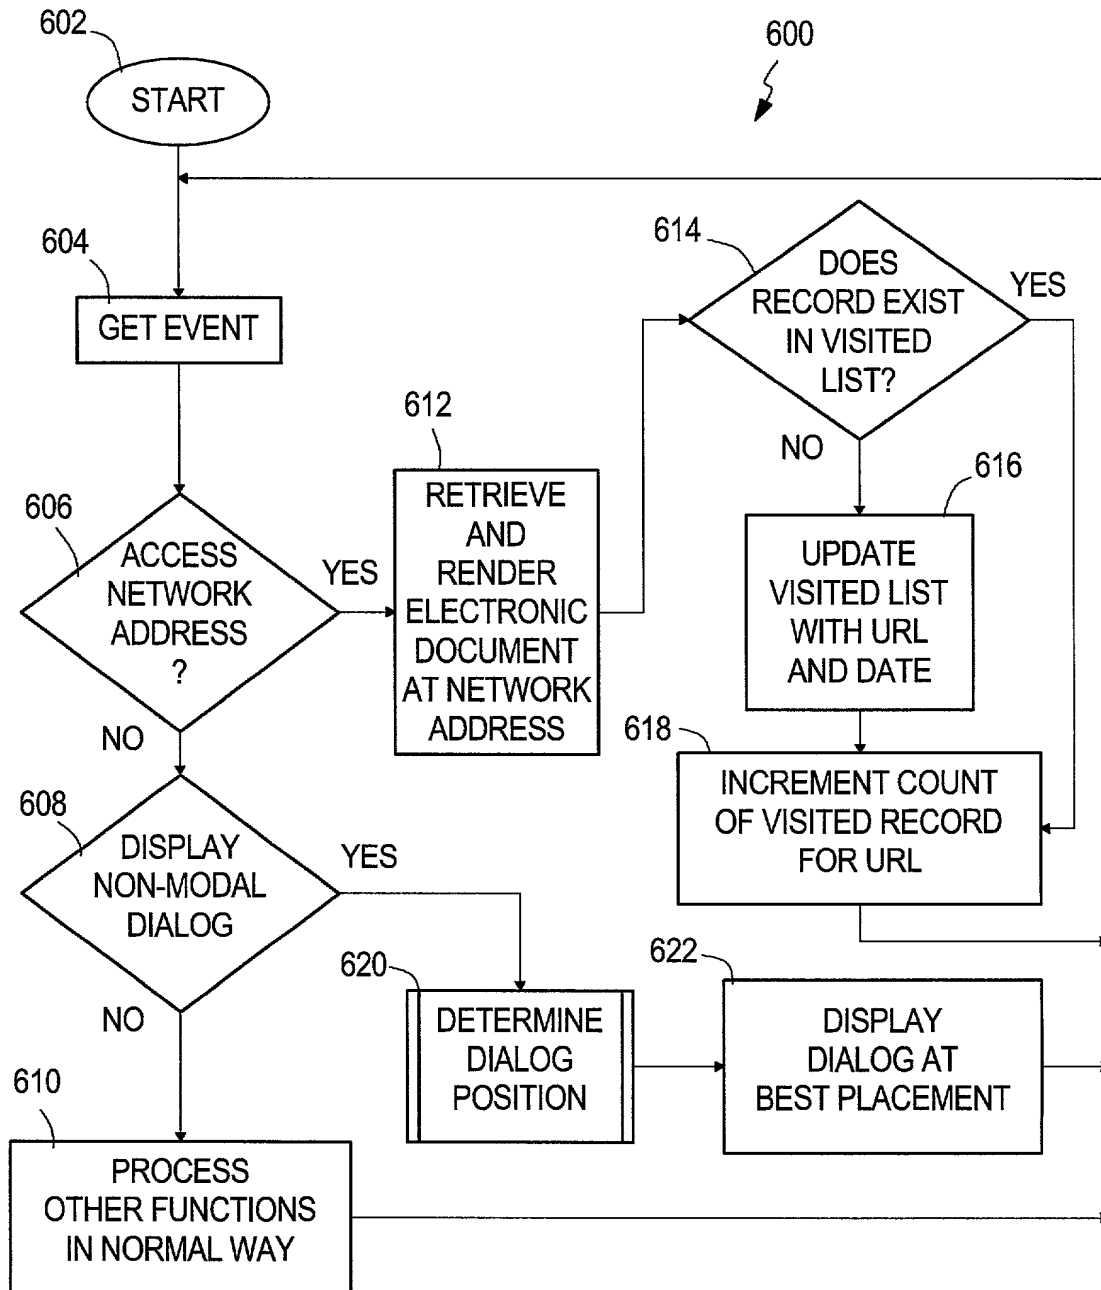 602
START
600
604
GET EVENT
606
ACCESS
NETWORK
ADDRESS
?
YES
NO
612
RETRIEVE
AND
RENDER
ELECTRONIC
DOCUMENT
AT NETWORK
ADDRESS
614
DOES
RECORD EXIST
IN VISITED
LIST?
YES
NO
616
UPDATE
VISITED LIST
WITH URL
AND DATE
618
INCREMENT COUNT
OF VISITED RECORD
FOR URL
608
DISPLAY
NON-MODAL
DIALOG
YES
NO
620
DETERMINE
DIALOG
POSITION
622
DISPLAY
DIALOG AT
BEST PLACEMENT
610
PROCESS
OTHER FUNCTIONS
IN NORMAL WAY